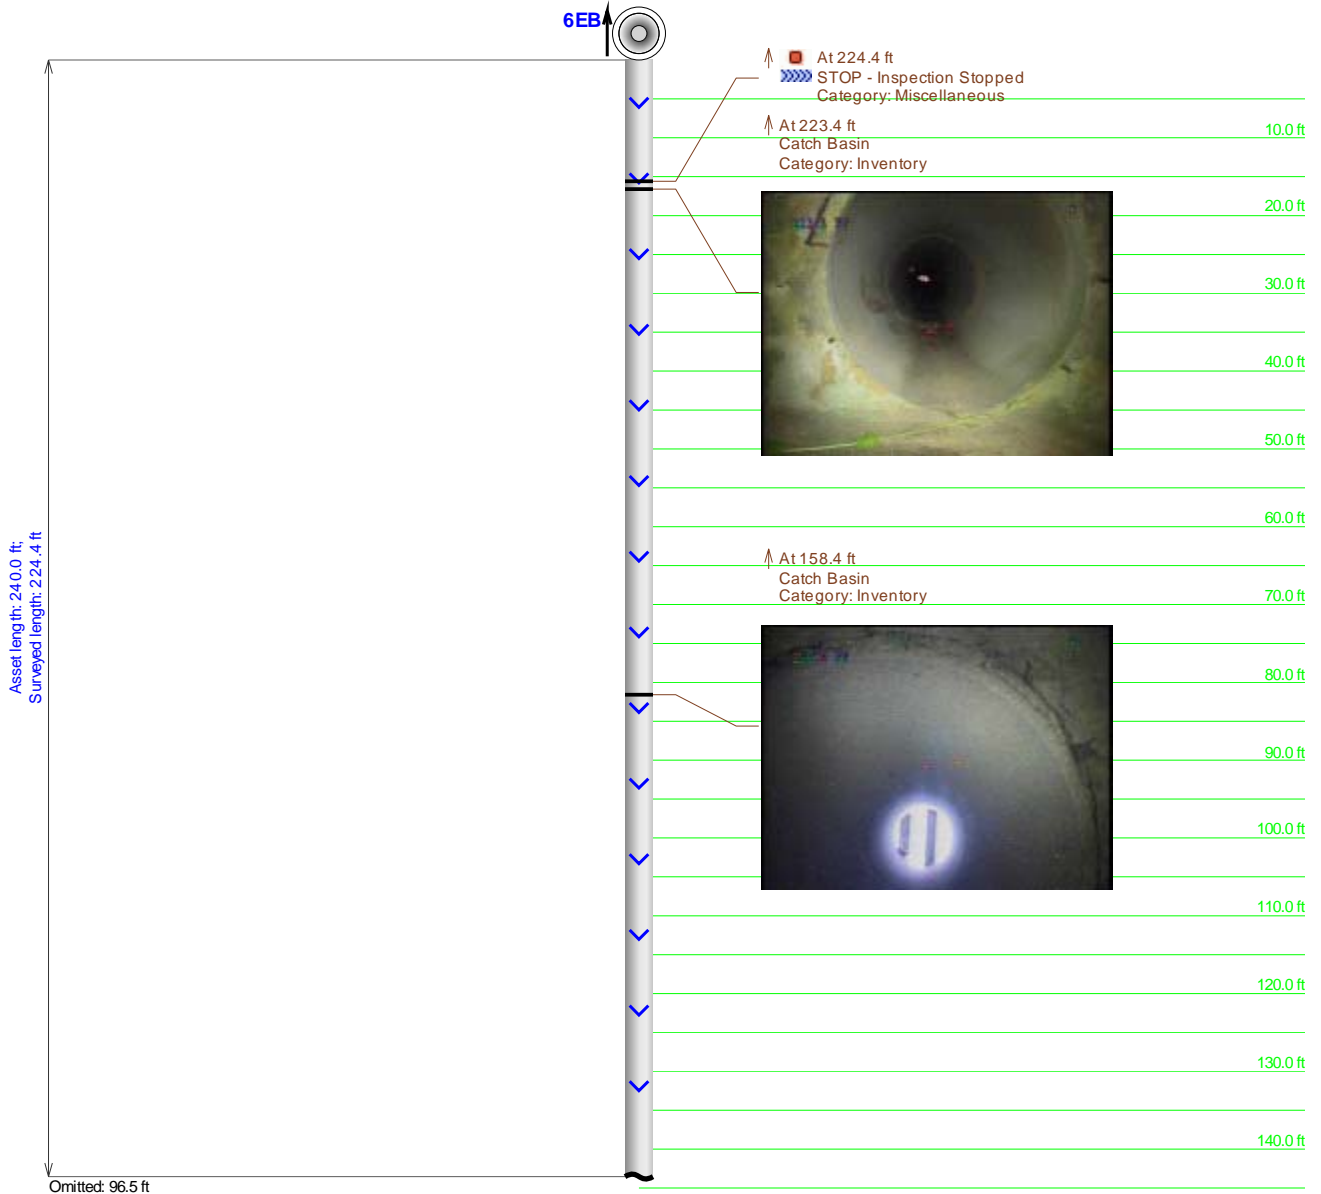 6EB
At 224.4 ft
STOP - Inspection Stopped
Category: Miscellaneous
At 223.4 ft
Catch Basin
Category: Inventory
10.0 ft
20.0 ft
30.0 ft
40.0 ft
50.0 ft
60.0 ft
Asset length: 240.0 ft;
Surveyed length: 224.4 ft
At 158.4 ft
Catch Basin
Category: Inventory
70.0 ft
80.0 ft
90.0 ft
100.0 ft
110.0 ft
120.0 ft
130.0 ft
140.0 ft
Omitted: 96.5 ft